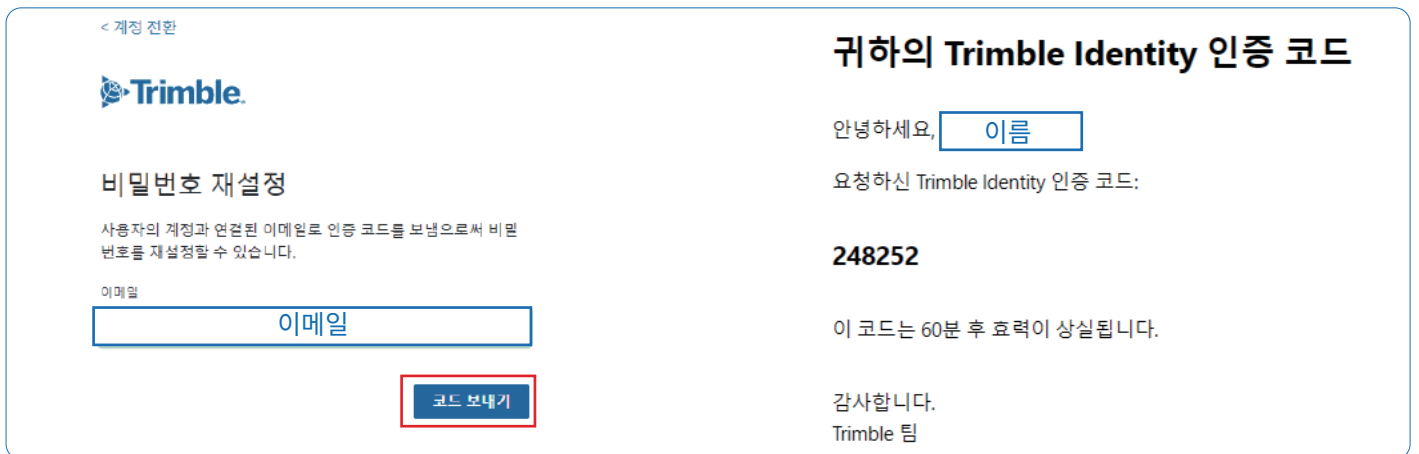 < 계정 전환
Trimble.
비밀번호 재설정
사용자의 계정과 연결된 이메일로 인증 코드를 보냄으로써 비밀
번호를 재설정할 수 있습니다.
이메일
이메일
코드 보내기
귀하의 Trimble Identity 인증 코드
안녕하세요, 이름
요청하신 Trimble Identity 인증 코드:
248252
이 코드는 60분 후 효력이 상실됩니다.
감사합니다.
Trimble 팀